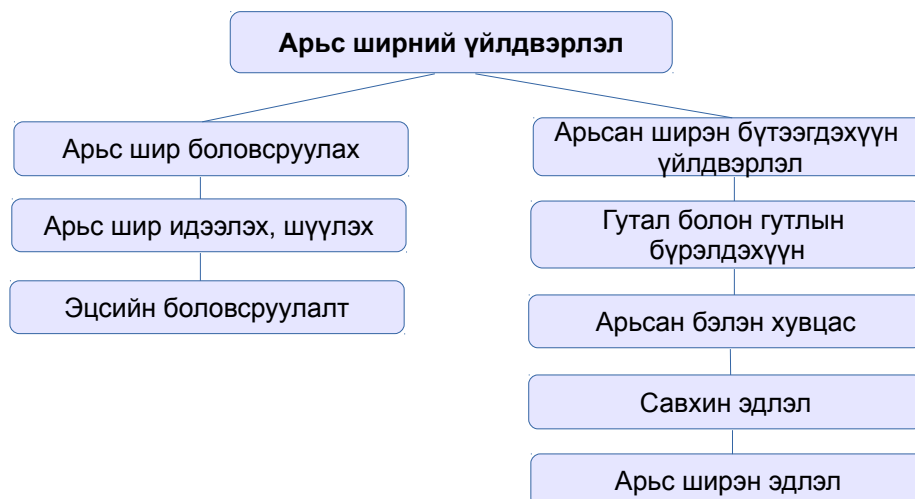 Арьс ширний үйлдвэрлэл
Арьс шир боловсруулах
Арьс шир идээлэх, шүүлэх
Эцсийн боловсруулалт
Арьсан ширэн бүтээгдэхүүн
үйлдвэрлэл
Гутал болон гутлын
бүрэлдэхүүн
Арьсан бэлэн хувцас
Савхин эдлэл
Арьс ширэн эдлэл